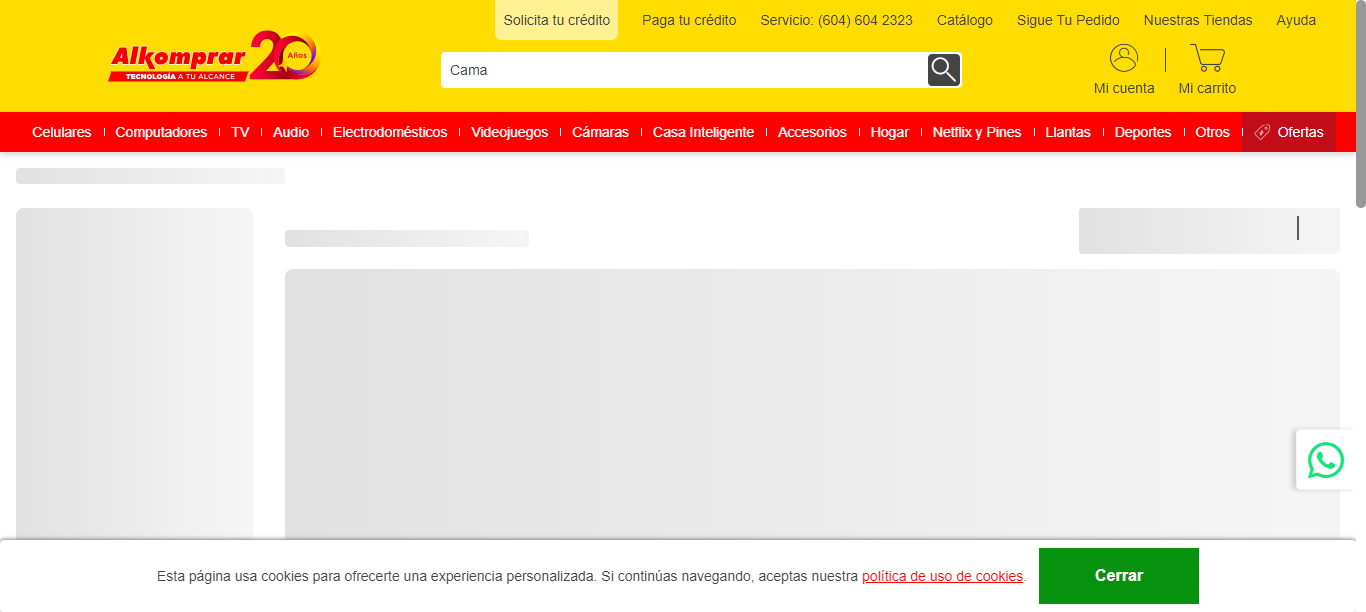 Solicita tu crédito
Paga tu crédito
Servicio: (604) 604 2323
Catálogo
Sigue Tu Pedido
Nuestras Tiendas
Ayuda
Alkomprar 20 Años
TECNOLOGÍA A TU ALCANCE
Cama
Mi cuenta
Mi carrito
Celulares
Computadores
TV
Audio
Electrodomésticos
Videojuegos
Cámaras
Casa Inteligente
Accesorios
Hogar
Netflix y Pines
Llantas
Deportes
Otros
Ofertas
Esta página usa cookies para ofrecerte una experiencia personalizada. Si continúas navegando, aceptas nuestra política de uso de cookies.
Cerrar